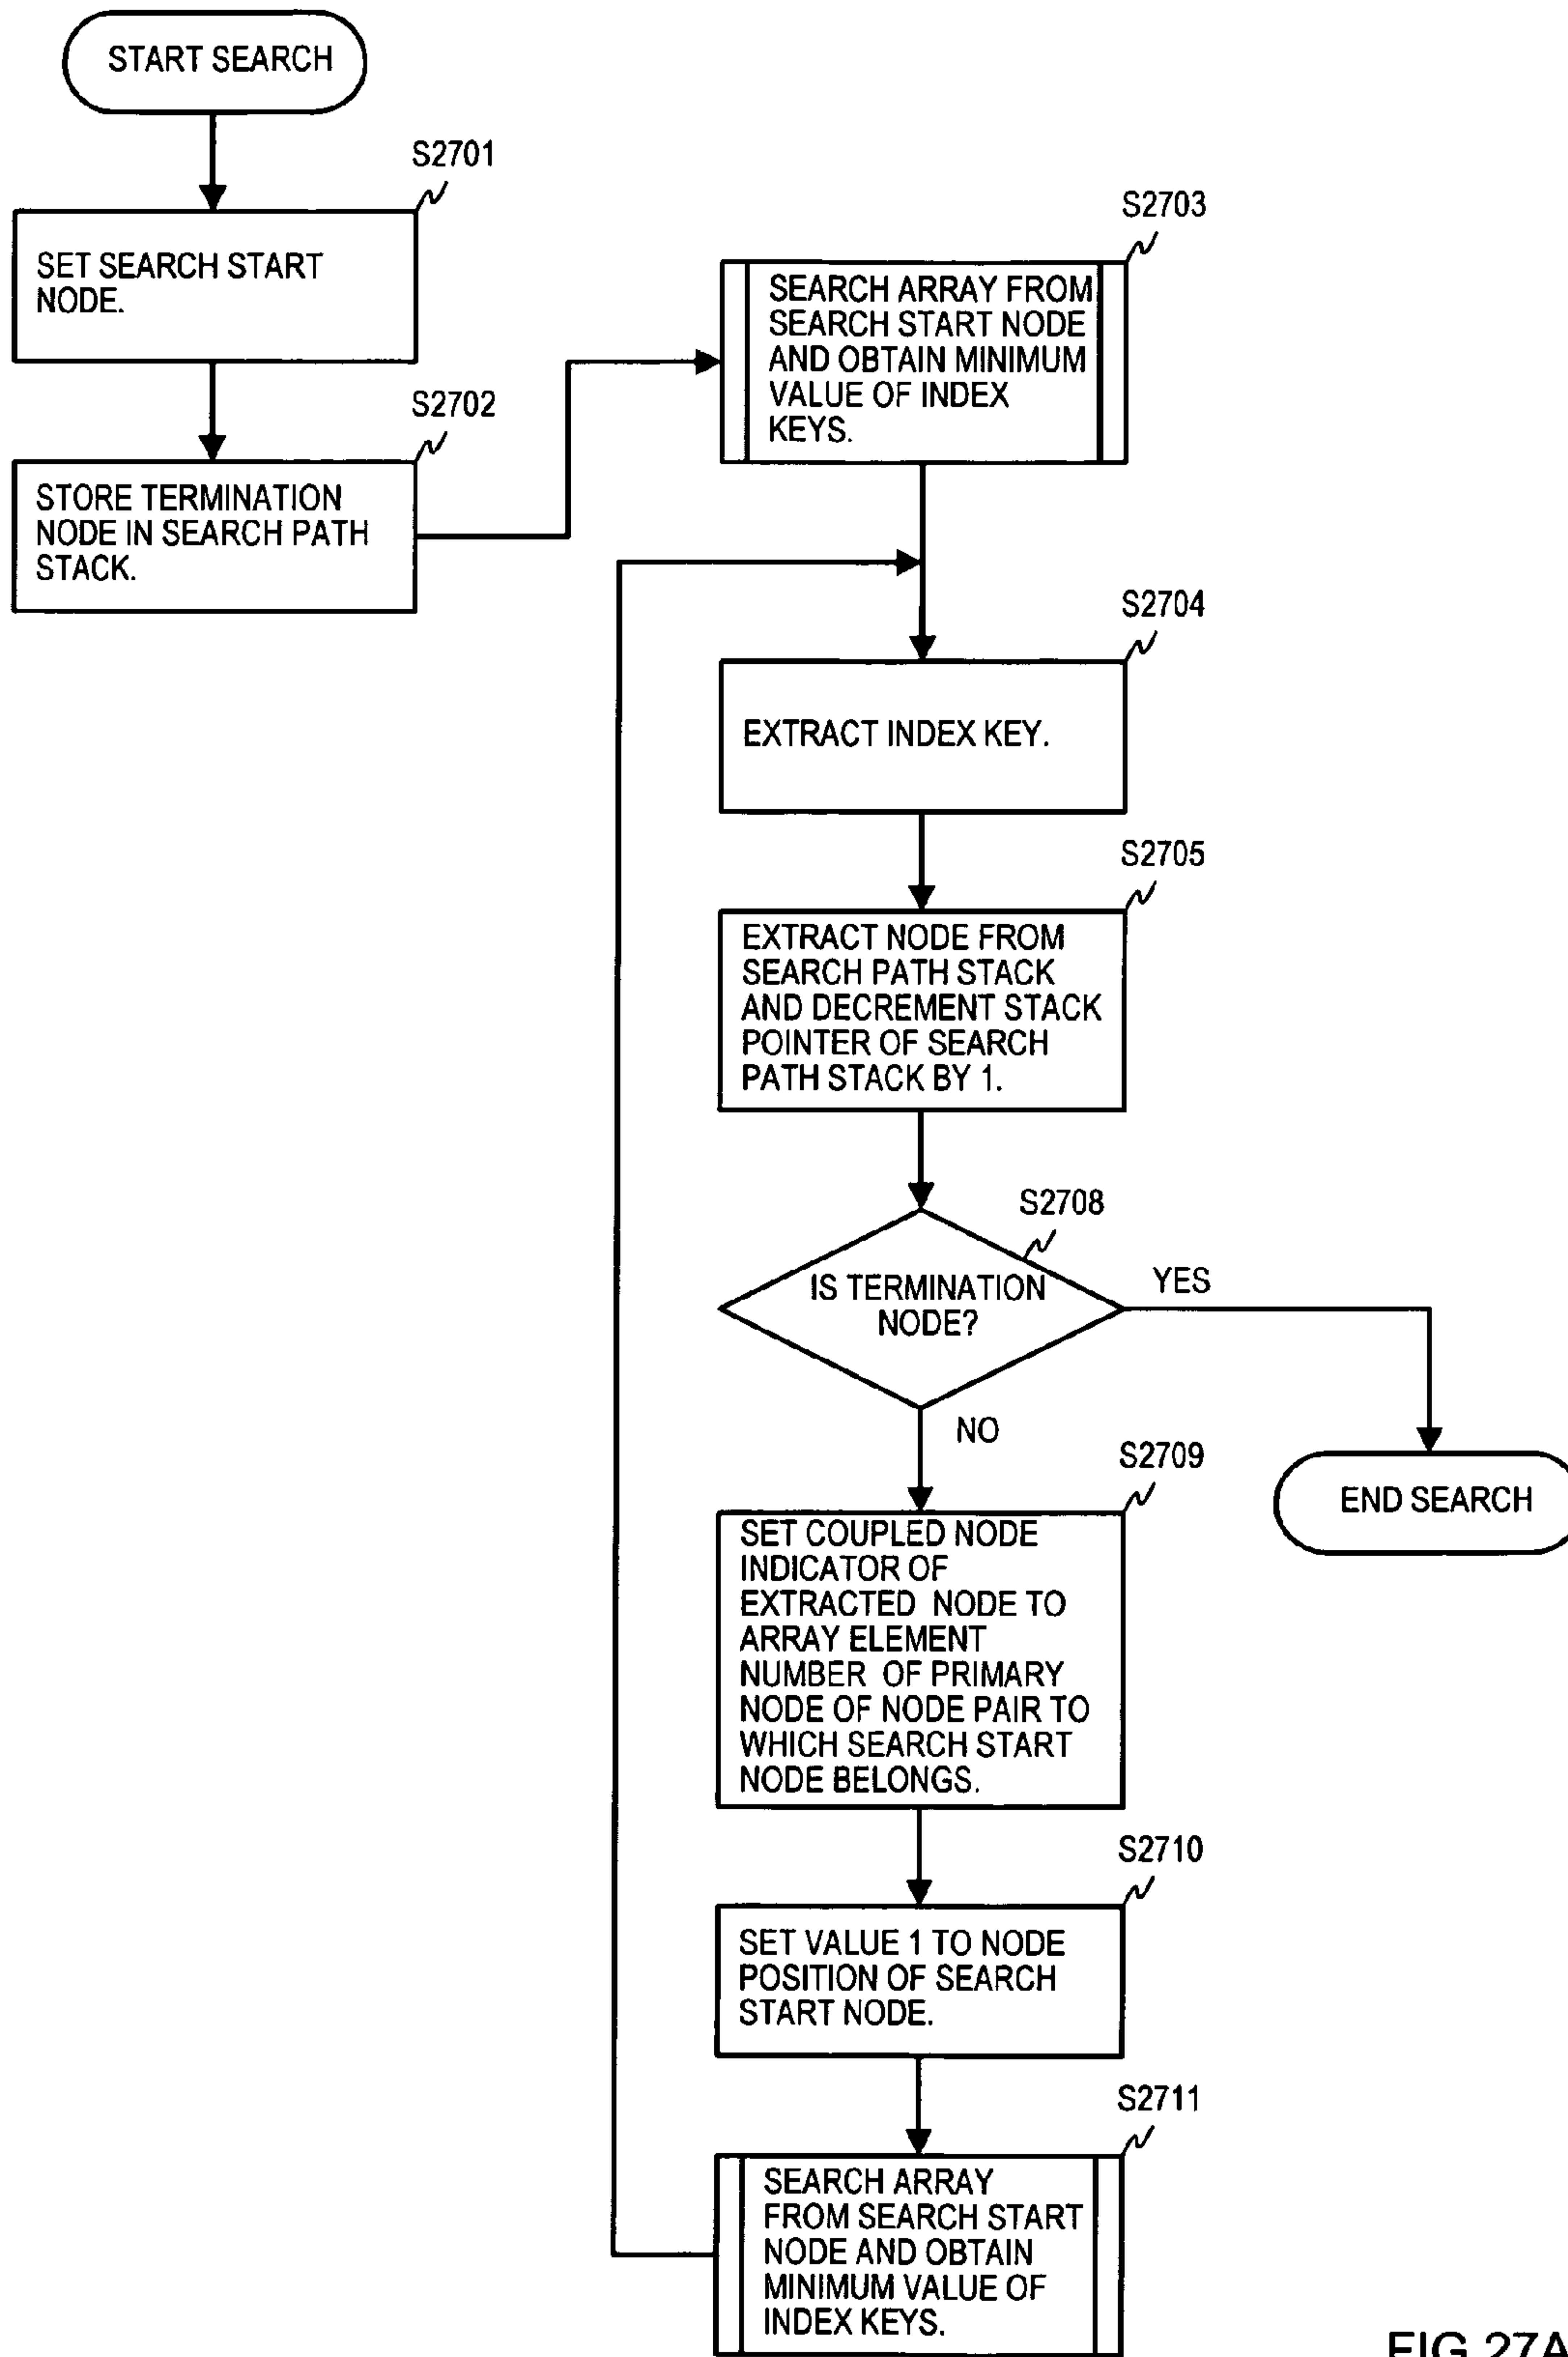 START SEARCH
S2701
SET SEARCH START
NODE.
S2702
STORE TERMINATION
NODE IN SEARCH PATH
STACK.
S2703
SEARCH ARRAY FROM
SEARCH START NODE
AND OBTAIN MINIMUM
VALUE OF INDEX
KEYS.
S2704
EXTRACT INDEX KEY.
S2705
EXTRACT NODE FROM
SEARCH PATH STACK
AND DECREMENT STACK
POINTER OF SEARCH
PATH STACK BY 1.
S2708
IS TERMINATION
NODE?
YES
NO
END SEARCH
S2709
SET COUPLED NODE
INDICATOR OF
EXTRACTED NODE TO
ARRAY ELEMENT
NUMBER OF PRIMARY
NODE OF NODE PAIR TO
WHICH SEARCH START
NODE BELONGS.
S2710
SET VALUE 1 TO NODE
POSITION OF SEARCH
START NODE.
S2711
SEARCH ARRAY
FROM SEARCH START
NODE AND OBTAIN
MINIMUM VALUE OF
INDEX KEYS.
FIG.27A